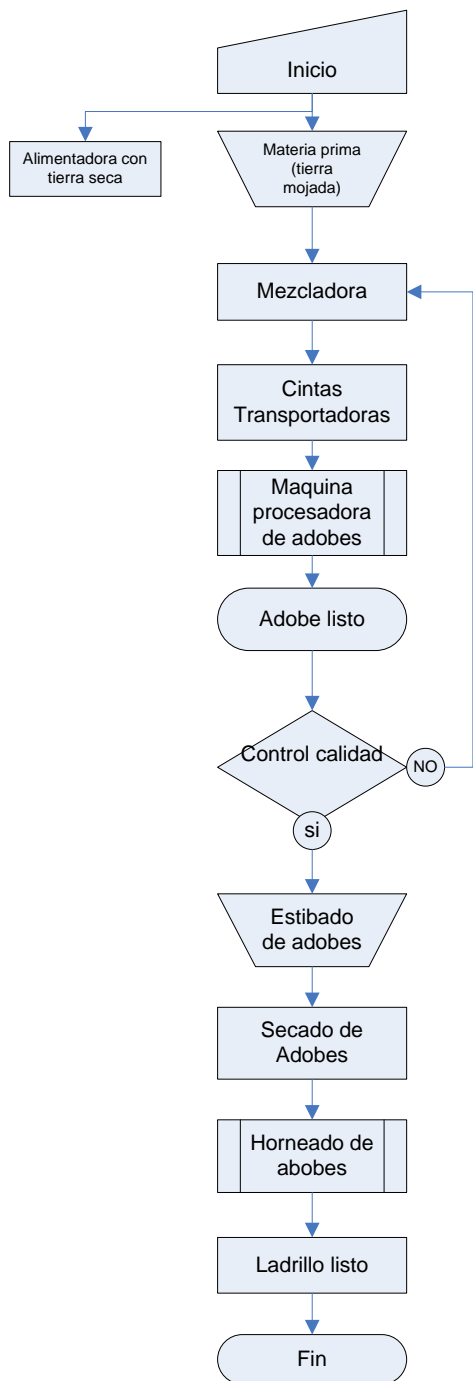 Inicio
Alimentadora con
tierra seca
Materia prima
(tierra
mojada)
Mezcladora
Cintas
Transportadoras
Maquina
procesadora
de adobes
Adobe listo
Control calidad
NO
si
Estibado
de adobes
Secado de
Adobes
Horneado de
abobes
Ladrillo listo
Fin